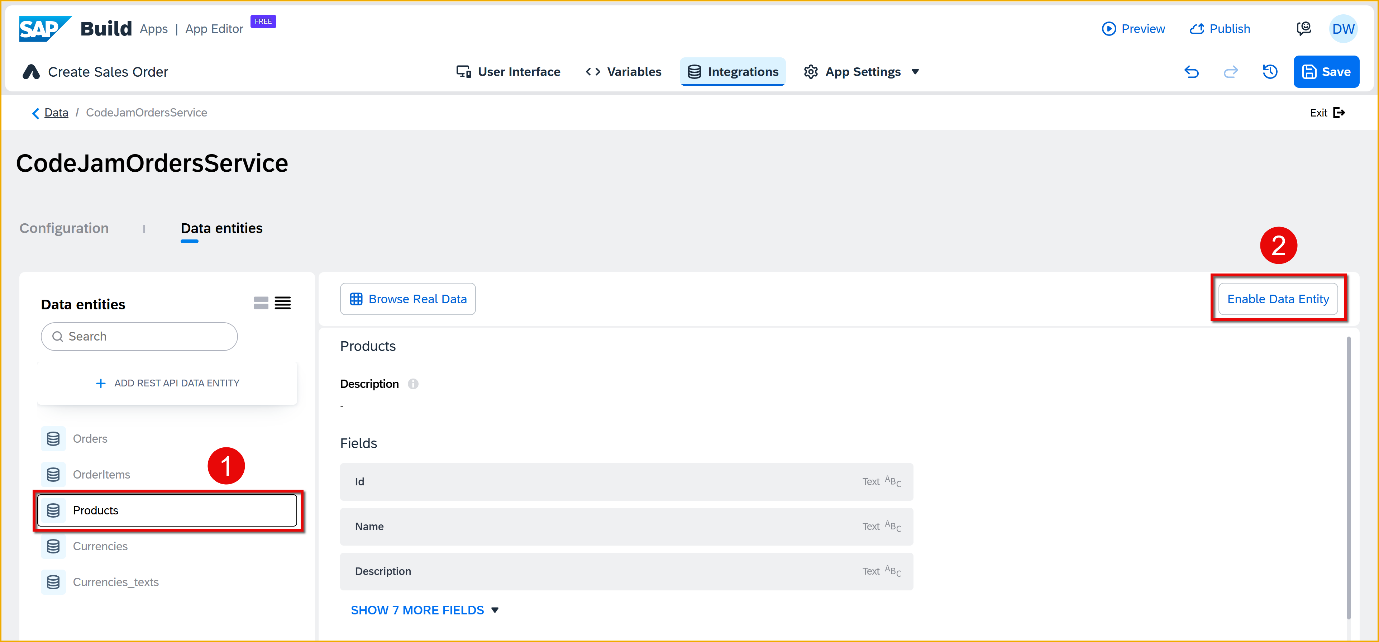 SAP Build Apps | App Editor FREE Preview Publish DW
Create Sales Order User Interface Variables Integrations App Settings Save
Data / CodeJamOrdersService Exit
CodeJamOrdersService
Configuration Data entities
2
Data entities
Browse Real Data Enable Data Entity
Search
Products
+ ADD REST API DATA ENTITY
Description
-
Orders
Fields
1
OrderItems
Id Text ABC
Products
Name Text ABC
Currencies
Description Text ABC
Currencies_texts
SHOW 7 MORE FIELDS